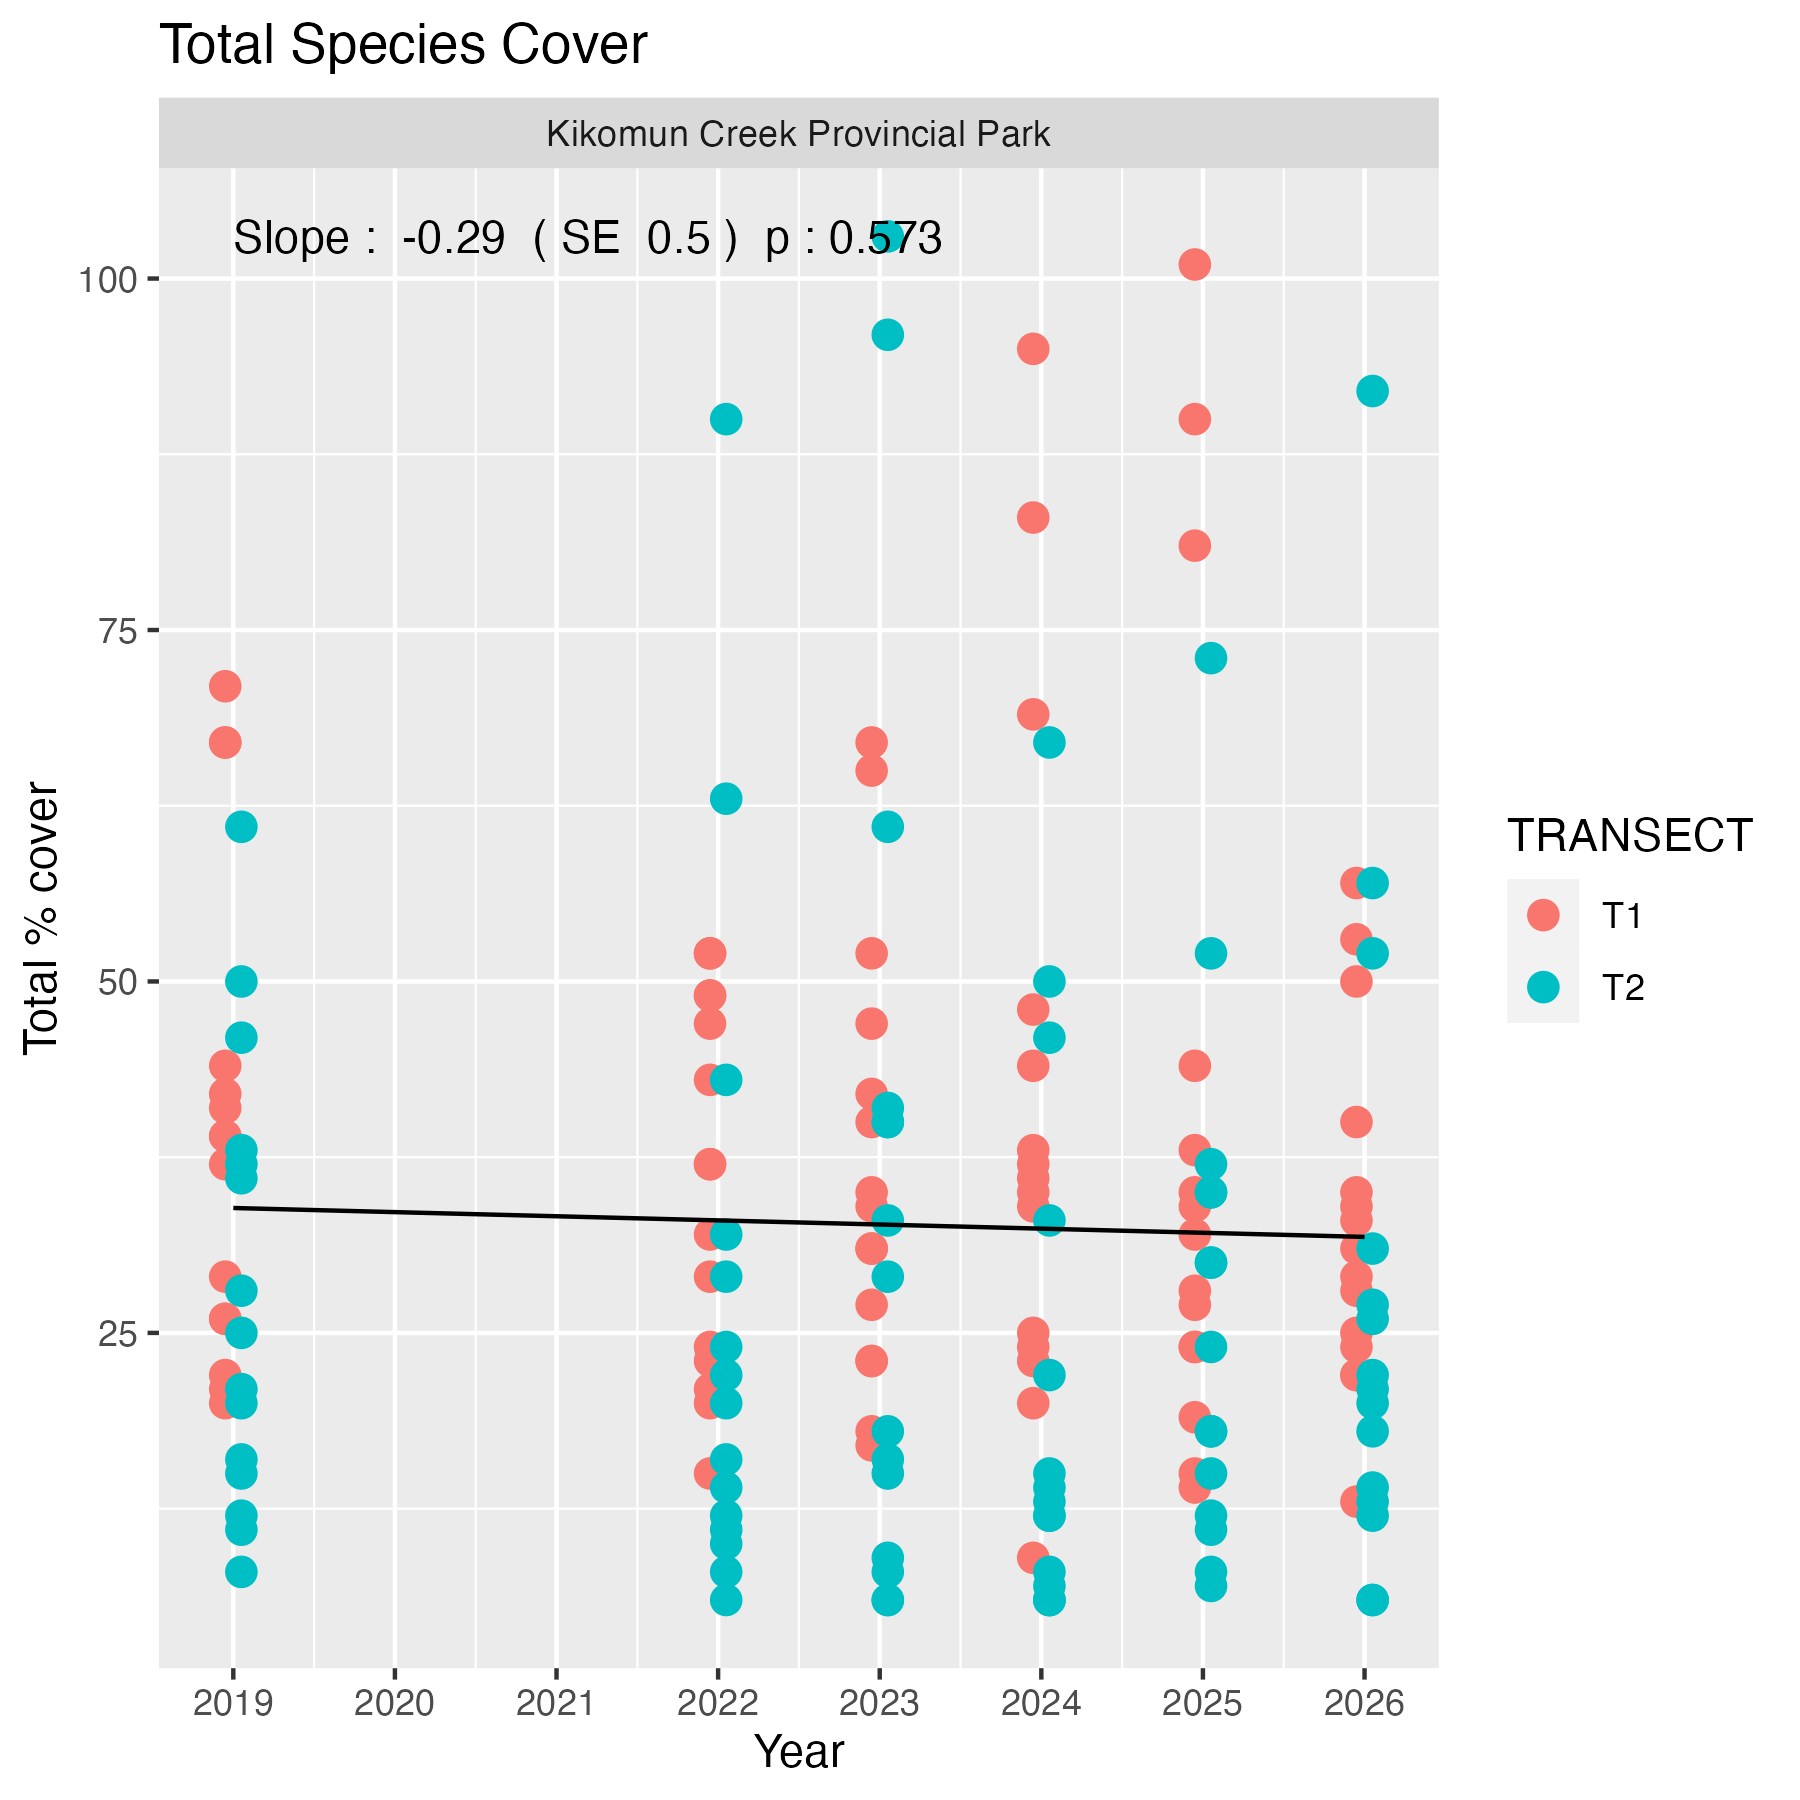 Total Species Cover
Kikomun Creek Provincial Park
Slope :  -0.29  ( SE  0.5 )  p : 0.573
100
75
50
25
Total % cover
2019 2020 2021 2022 2023 2024 2025 2026
Year
TRANSECT
T1
T2